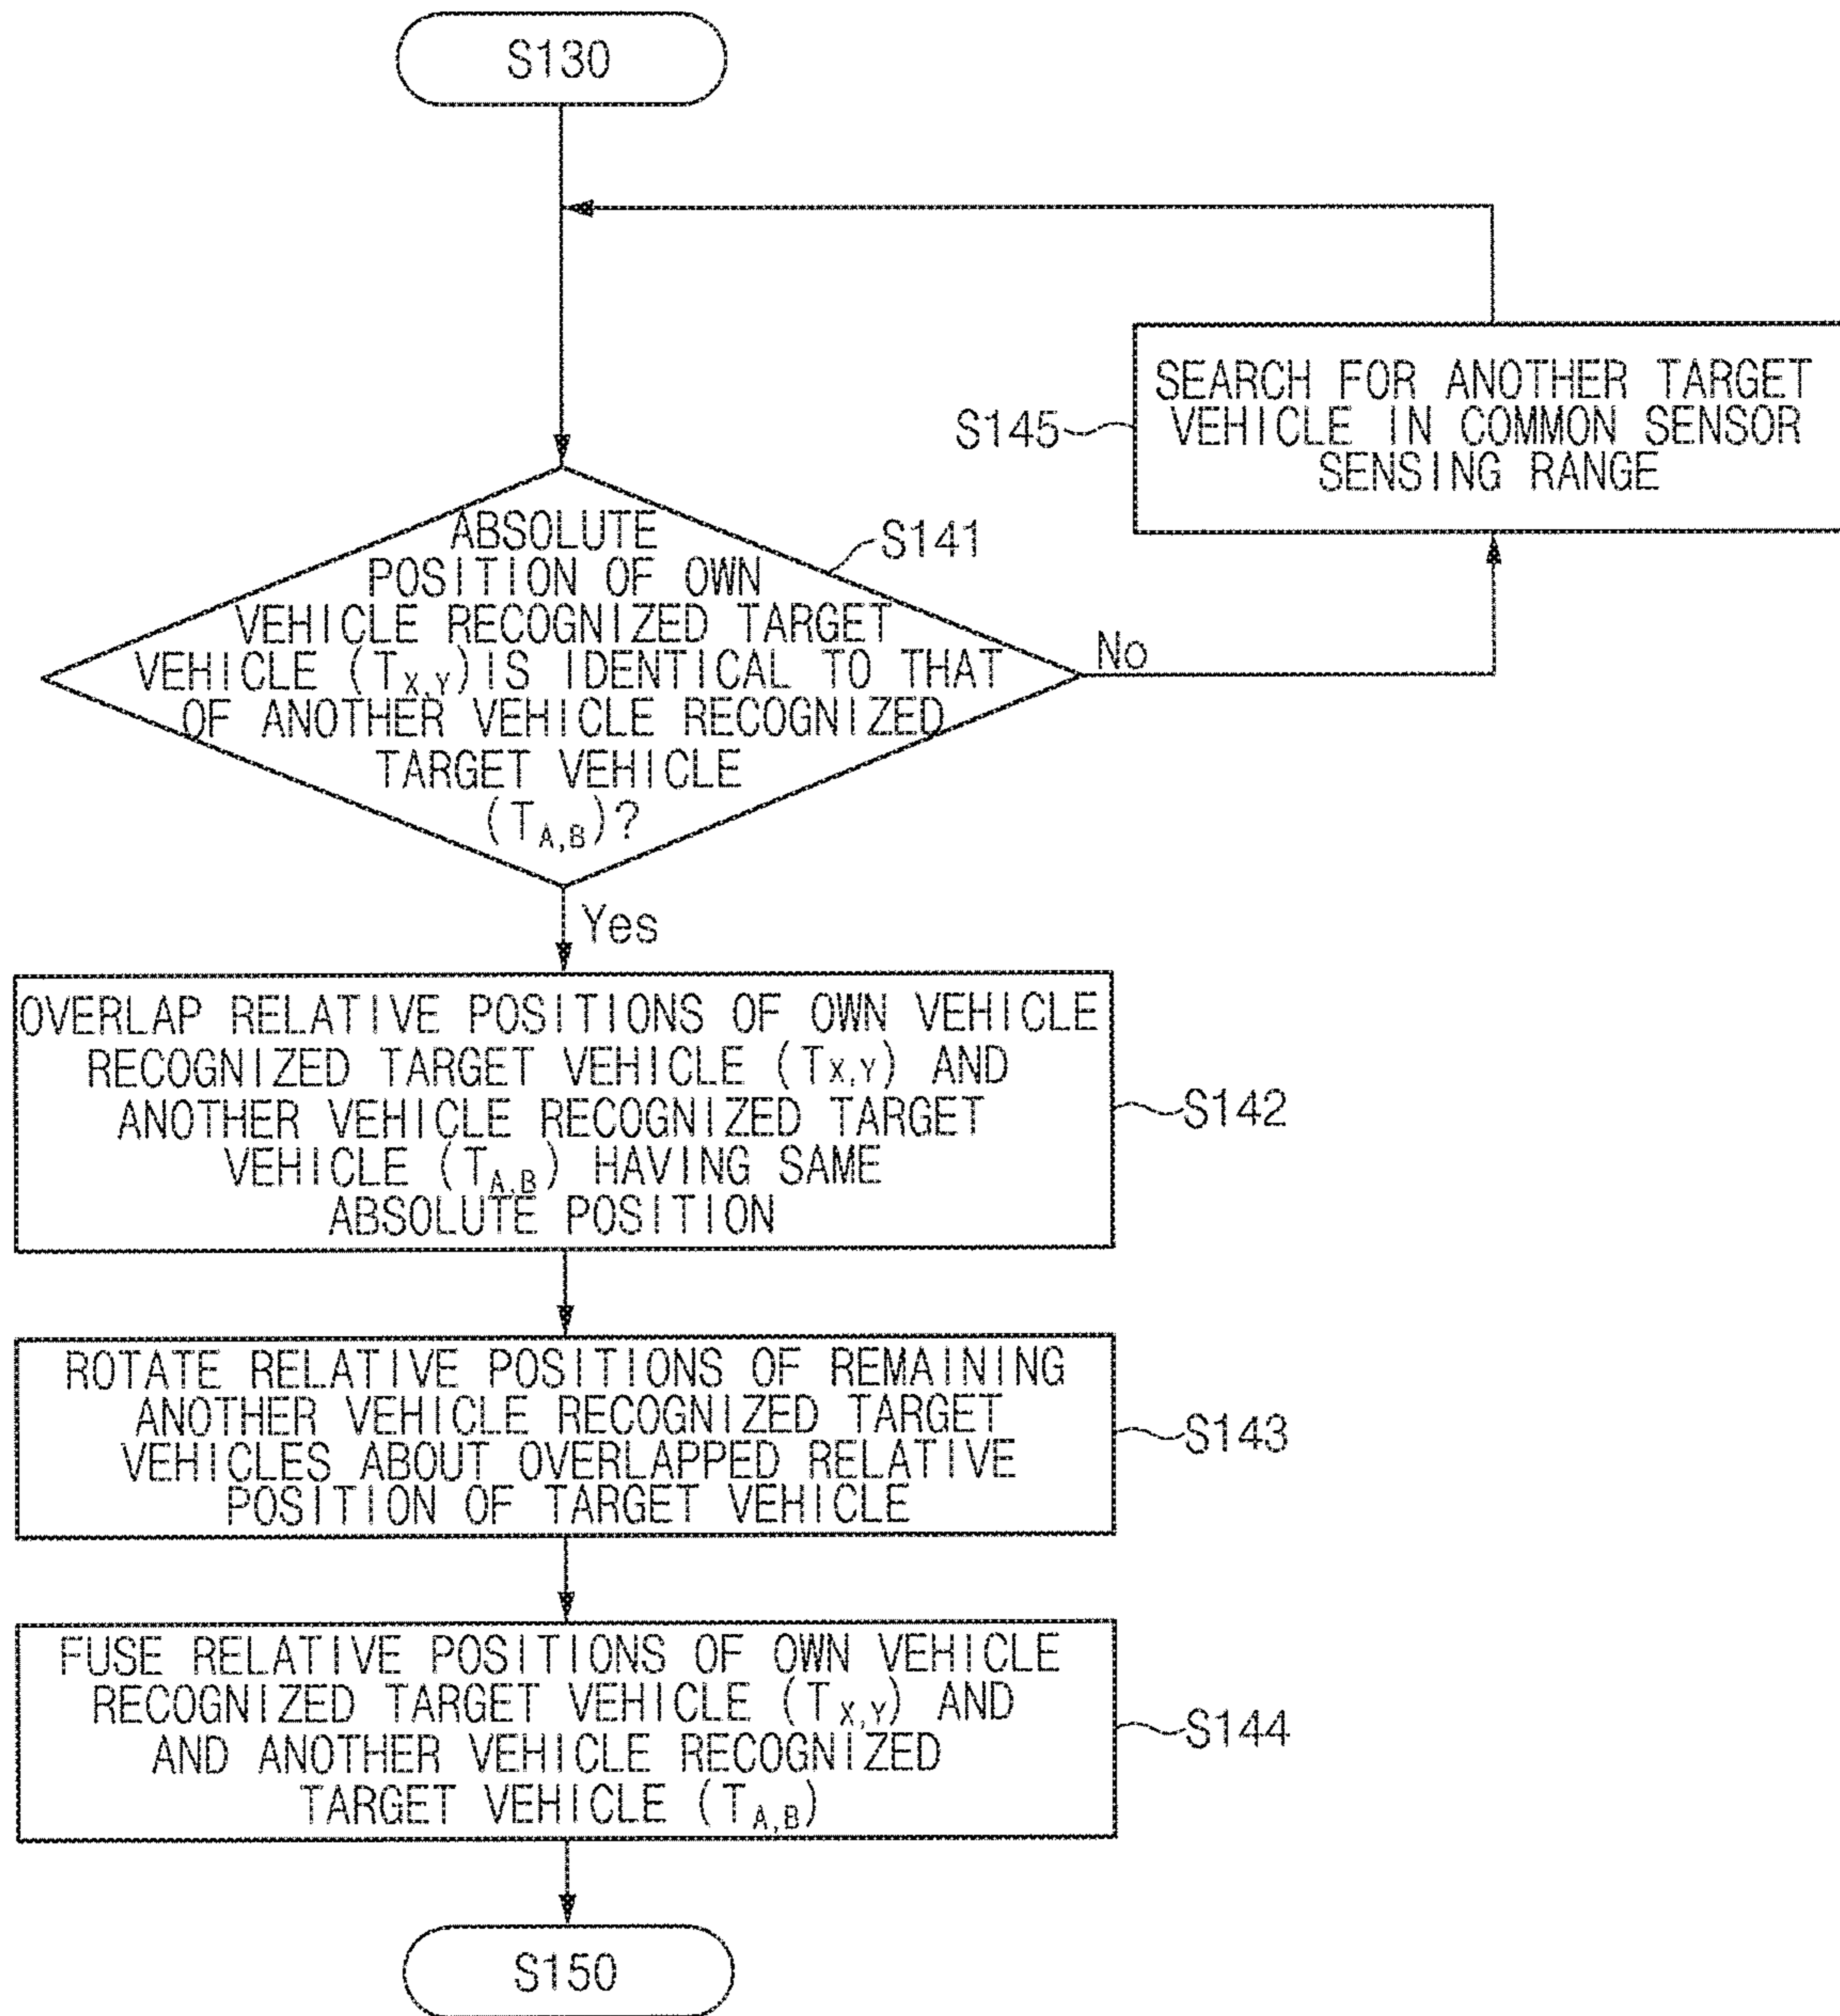 S130
SEARCH FOR ANOTHER TARGET
VEHICLE IN COMMON SENSOR
SENSING RANGE
S145
ABSOLUTE
POSITION OF OWN
VEHICLE RECOGNIZED TARGET
VEHICLE (TX,Y) IS IDENTICAL TO THAT
OF ANOTHER VEHICLE RECOGNIZED
TARGET VEHICLE
(TA,B)?
S141
No
Yes
OVERLAP RELATIVE POSITIONS OF OWN VEHICLE
RECOGNIZED TARGET VEHICLE (TX,Y) AND
ANOTHER VEHICLE RECOGNIZED TARGET
VEHICLE (TA,B) HAVING SAME
ABSOLUTE POSITION
S142
ROTATE RELATIVE POSITIONS OF REMAINING
ANOTHER VEHICLE RECOGNIZED TARGET
VEHICLES ABOUT OVERLAPPED RELATIVE
POSITION OF TARGET VEHICLE
S143
FUSE RELATIVE POSITIONS OF OWN VEHICLE
RECOGNIZED TARGET VEHICLE (TX,Y) AND
AND ANOTHER VEHICLE RECOGNIZED
TARGET VEHICLE (TA,B)
S144
S150